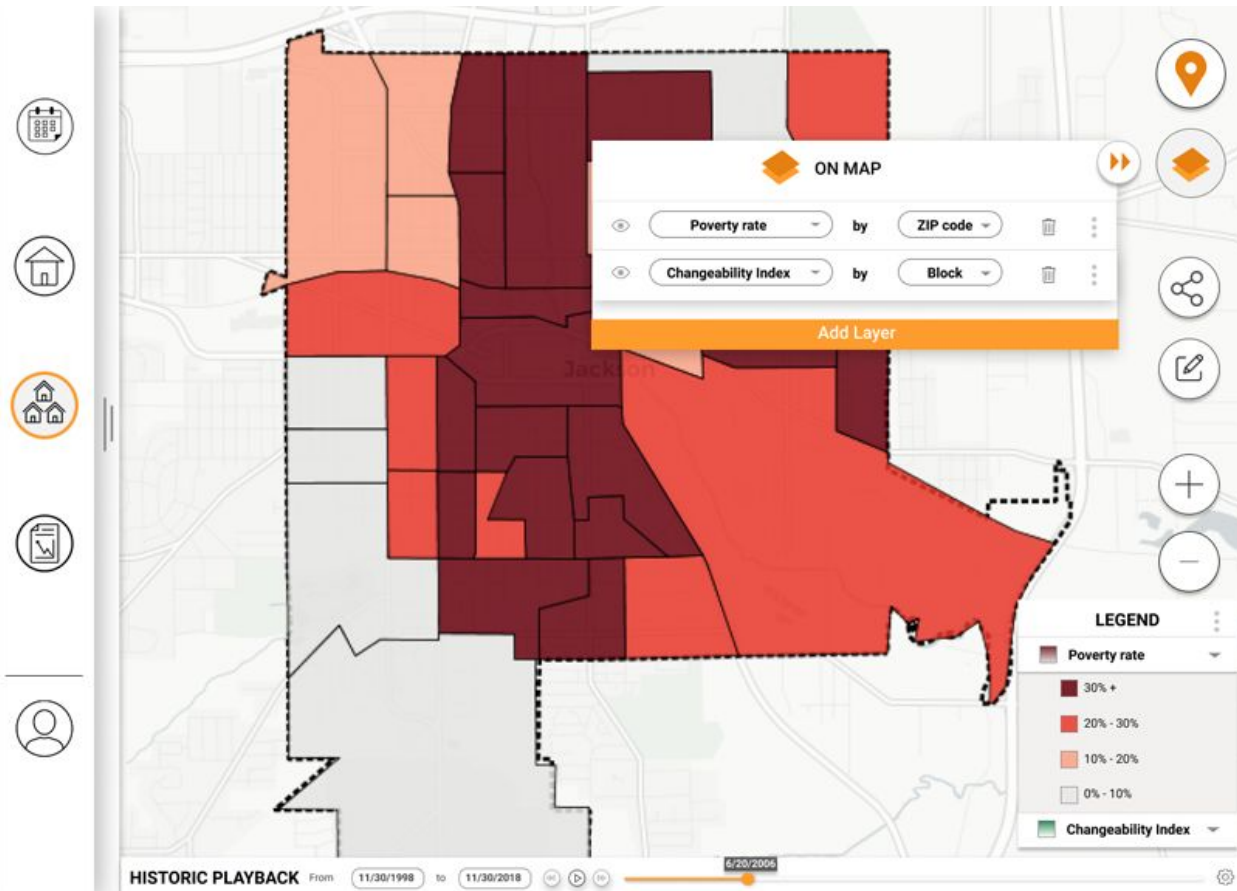 ON MAP
Poverty rate by ZIP code
Changeability Index by Block
Add Layer
Jackson
LEGEND
Poverty rate
30% +
20% - 30%
10% - 20%
0% - 10%
Changeability Index
6/20/2006
HISTORIC PLAYBACK From 11/30/1998 to 11/30/2018